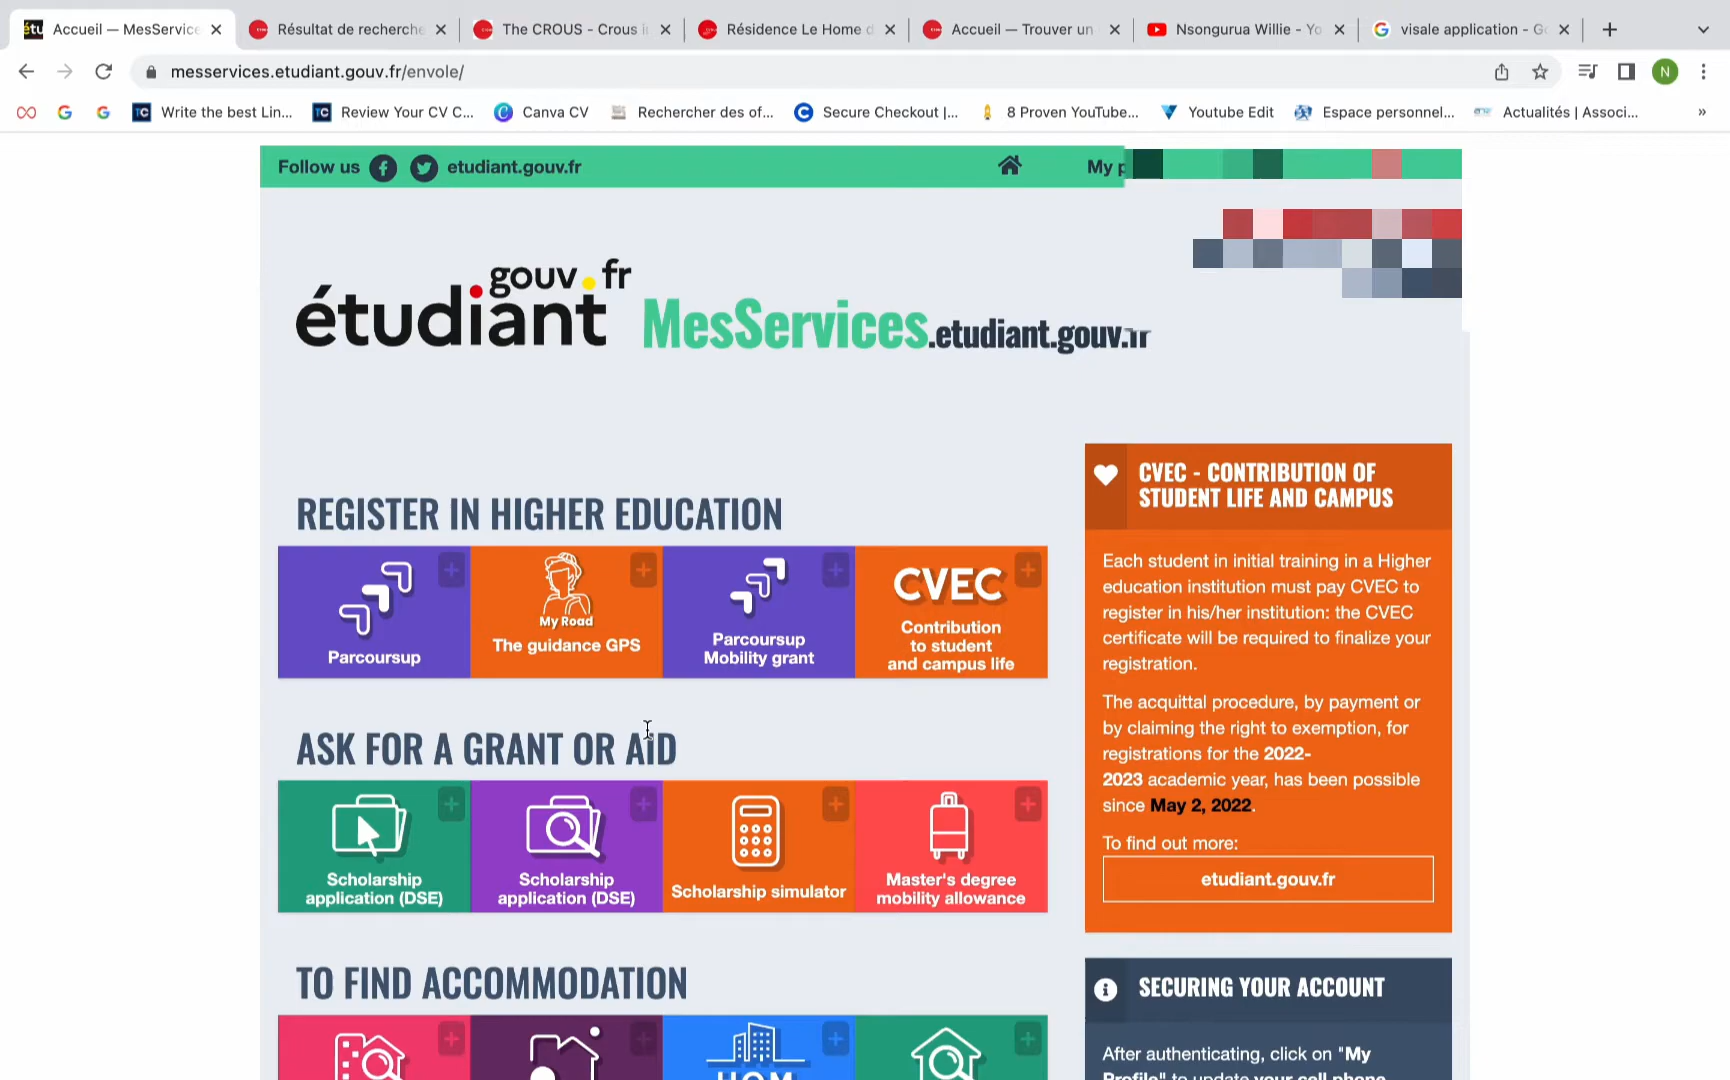 Accueil — MesService
Résultat de recherche
The CROUS - Crous
Résidence Le Home d
Accueil — Trouver un
Nsongurua Willie - Yo
visale application - G
messervices.etudiant.gouv.fr/envole/
N
Write the best Lin...
Review Your CV C...
Canva CV
Rechercher des of...
Secure Checkout |...
8 Proven YouTube...
Youtube Edit
Espace personnel...
Actualités | Associ...
»
Follow us
etudiant.gouv.fr
My
gouv.fr
étudiant
MesServices.etudiant.gouv.fr
REGISTER IN HIGHER EDUCATION
Parcoursup
My Road
The guidance GPS
Parcoursup
Mobility grant
CVEC
Contribution
to student
and campus life
ASK FOR A GRANT OR AID
Scholarship
application (DSE)
Scholarship
application (DSE)
Scholarship simulator
Master's degree
mobility allowance
TO FIND ACCOMMODATION
CVEC - CONTRIBUTION OF
STUDENT LIFE AND CAMPUS
Each student in initial training in a Higher
education institution must pay CVEC to
register in his/her institution: the CVEC
certificate will be required to finalize your
registration.
The acquittal procedure, by payment or
by claiming the right to exemption, for
registrations for the 2022-
2023 academic year, has been possible
since May 2, 2022.
To find out more:
etudiant.gouv.fr
SECURING YOUR ACCOUNT
After authenticating, click on "My
Profile" to update your cell phone